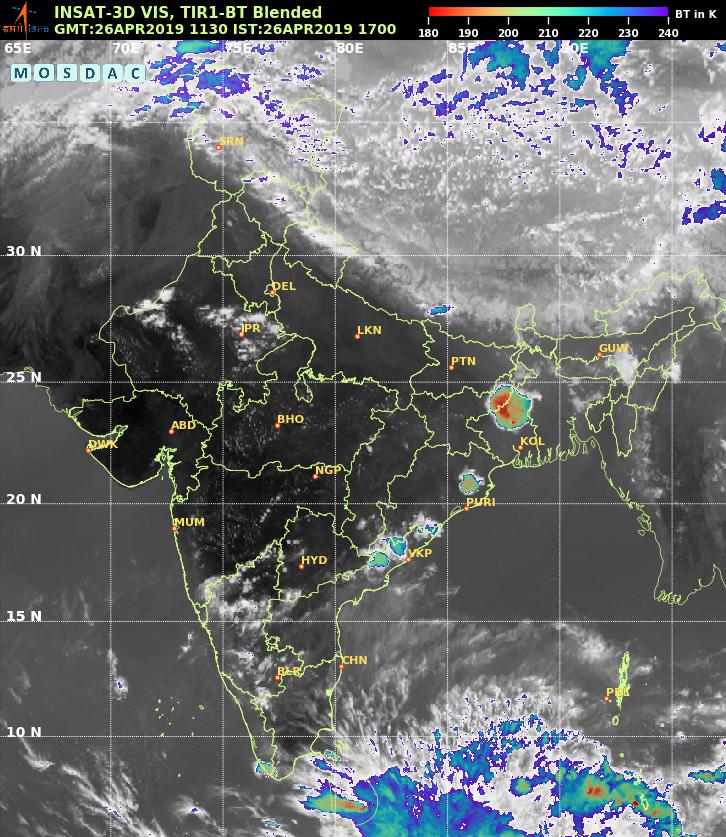 INSAT-3D VIS, TIR1-BT Blended
GMT:26APR2019 1130 IST:26APR2019 1700
BT in K
180 190 200 210 220 230 240
65E 70E 75E 80E 85E 90E
M O S D A C
SRN
30 N
DEL
JPR LKN
GUW
PTN
25 N
ABD BHO
DWK KOL
NGP
20 N PURI
MUM
VKP
HYD
15 N
CHN
BLR
PBL
10 N